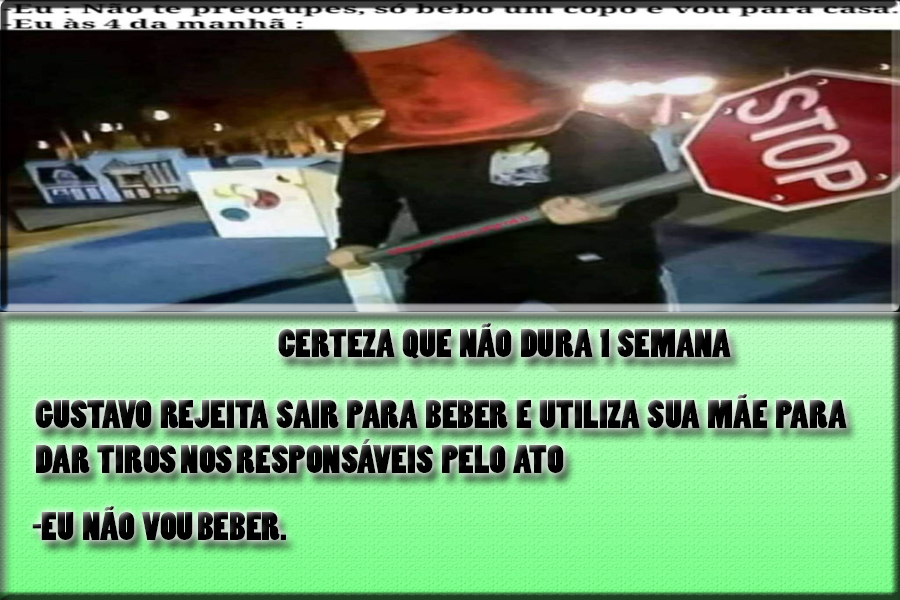 Eu : Não te preocupes, só bebo um copo e vou para casa.
-Eu às 4 da manhã :
STOP
CERTEZA QUE NÃO DURA 1 SEMANA
GUSTAVO REJEITA SAIR PARA BEBER E UTILIZA SUA MÃE PARA
DAR TIROS NOS RESPONSÁVEIS PELO ATO
-EU NÃO VOU BEBER.